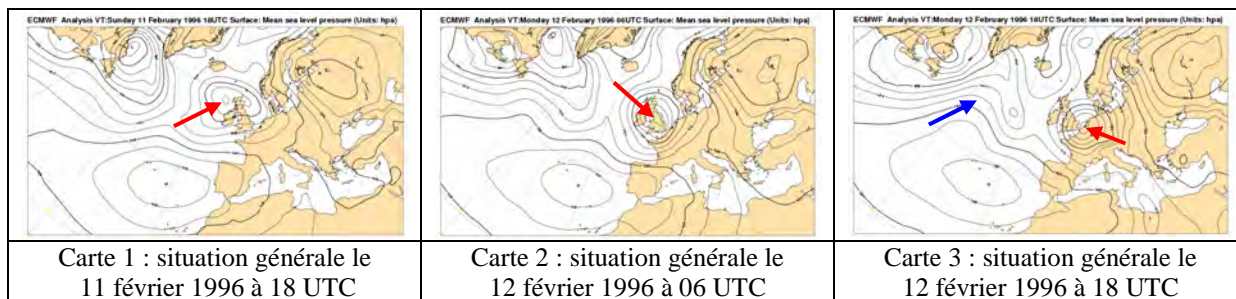 ECMWF Analysis VT:Sunday 11 February 1996 18UTC Surface: Mean sea level pressure (Units: hpa)
ECMWF Analysis VT:Monday 12 February 1996 06UTC Surface: Mean sea level pressure (Units: hpa)
ECMWF Analysis VT:Monday 12 February 1996 18UTC Surface: Mean sea level pressure (Units: hpa)
Carte 1 : situation générale le
11 février 1996 à 18 UTC
Carte 2 : situation générale le
12 février 1996 à 06 UTC
Carte 3 : situation générale le
12 février 1996 à 18 UTC